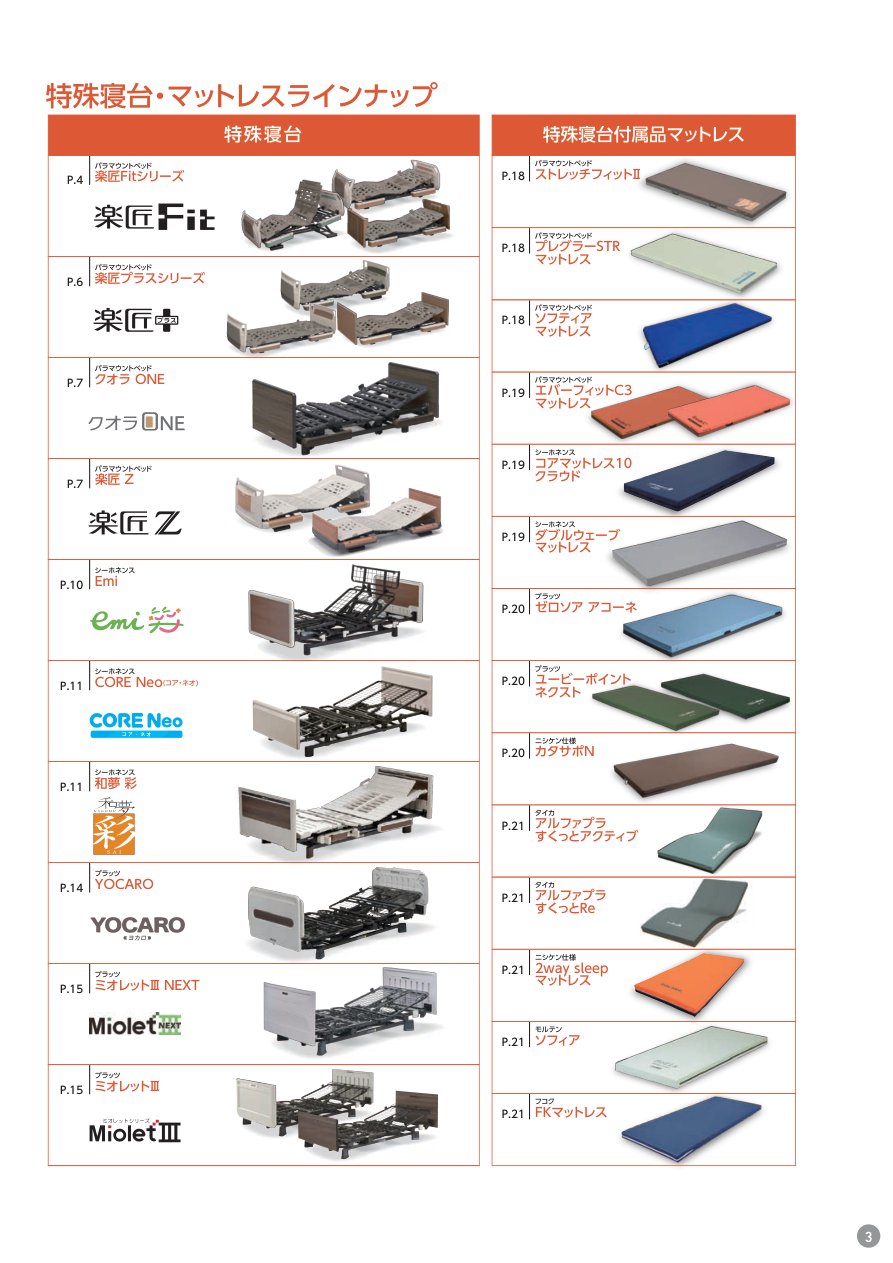 特殊寝台・マットレスラインナップ
特殊寝台
P.4
パラマウントベッド
楽匠Fitシリーズ
楽匠Fit
P.6
パラマウントベッド
楽匠プラスシリーズ
楽匠プラス
P.7
パラマウントベッド
クオラ ONE
クオラONE
P.7
パラマウントベッド
楽匠 Z
楽匠Z
P.10
シーホネンス
Emi
emi 笑
P.11
シーホネンス
CORE Neo(コア・ネオ)
CORE Neo
コア・ネオ
P.11
シーホネンス
和夢 彩
和夢
彩
SAI
P.14
プラッツ
YOCARO
YOCARO
《ヨカロ》
P.15
プラッツ
ミオレットⅢ NEXT
MioletⅢ NEXT
P.15
プラッツ
ミオレットⅢ
ミオレットシリーズ
MioletⅢ
特殊寝台付属品マットレス
P.18
パラマウントベッド
ストレッチフィットⅡ
P.18
パラマウントベッド
プレグラーSTR
マットレス
P.18
パラマウントベッド
ソフティア
マットレス
P.19
パラマウントベッド
エバーフィットC3
マットレス
P.19
シーホネンス
コアマットレス10
クラウド
P.19
シーホネンス
ダブルウェーブ
マットレス
P.20
プラッツ
ゼロソア アコーネ
P.20
プラッツ
ユービーポイント
ネクスト
P.20
ニシケン仕様
カタサポN
P.21
タイカ
アルファプラ
すくっとアクティブ
P.21
タイカ
アルファプラ
すくっとRe
P.21
ニシケン仕様
2way sleep
マットレス
P.21
モルテン
ソフィア
P.21
フコク
FKマットレス
3